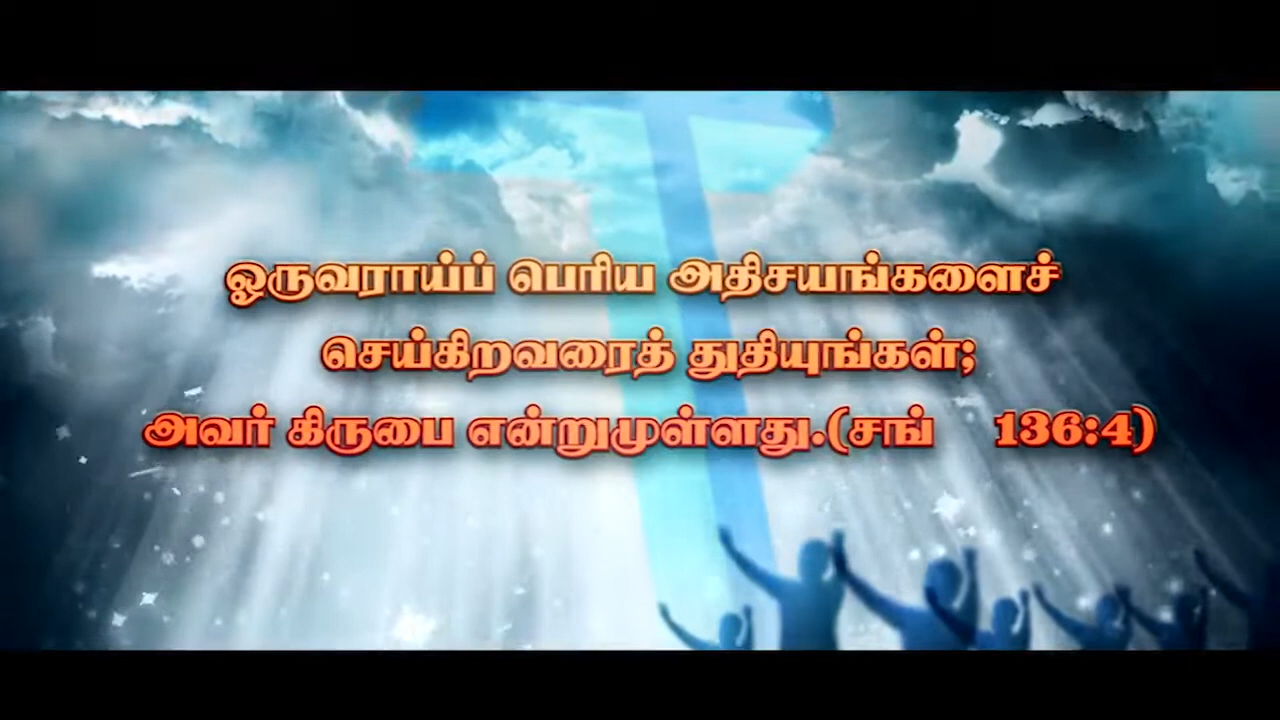 ஒருவராய்ப் பெரிய அதிசயங்களைச்
செய்கிறவரைத் துதியுங்கள்;
அவர் கிருபை என்றுமுள்ளது.(சங் 136:4)